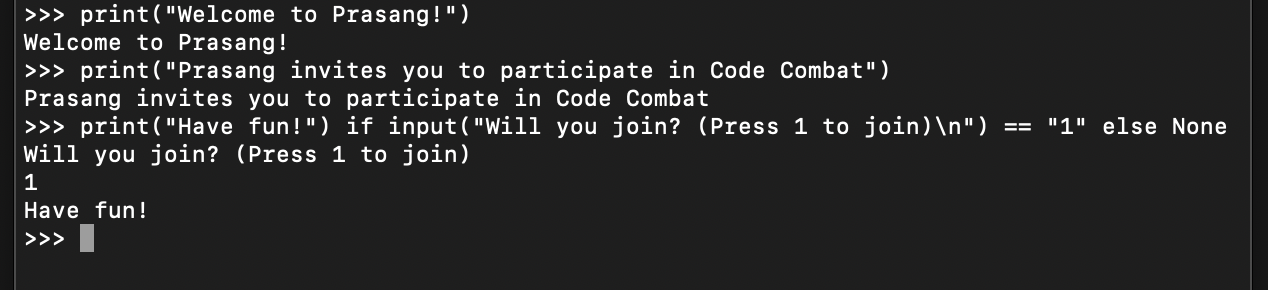 >>> print("Welcome to Prasang!")
Welcome to Prasang!
>>> print("Prasang invites you to participate in Code Combat")
Prasang invites you to participate in Code Combat
>>> print("Have fun!") if input("Will you join? (Press 1 to join)\n") == "1" else None
Will you join? (Press 1 to join)
1
Have fun!
>>>